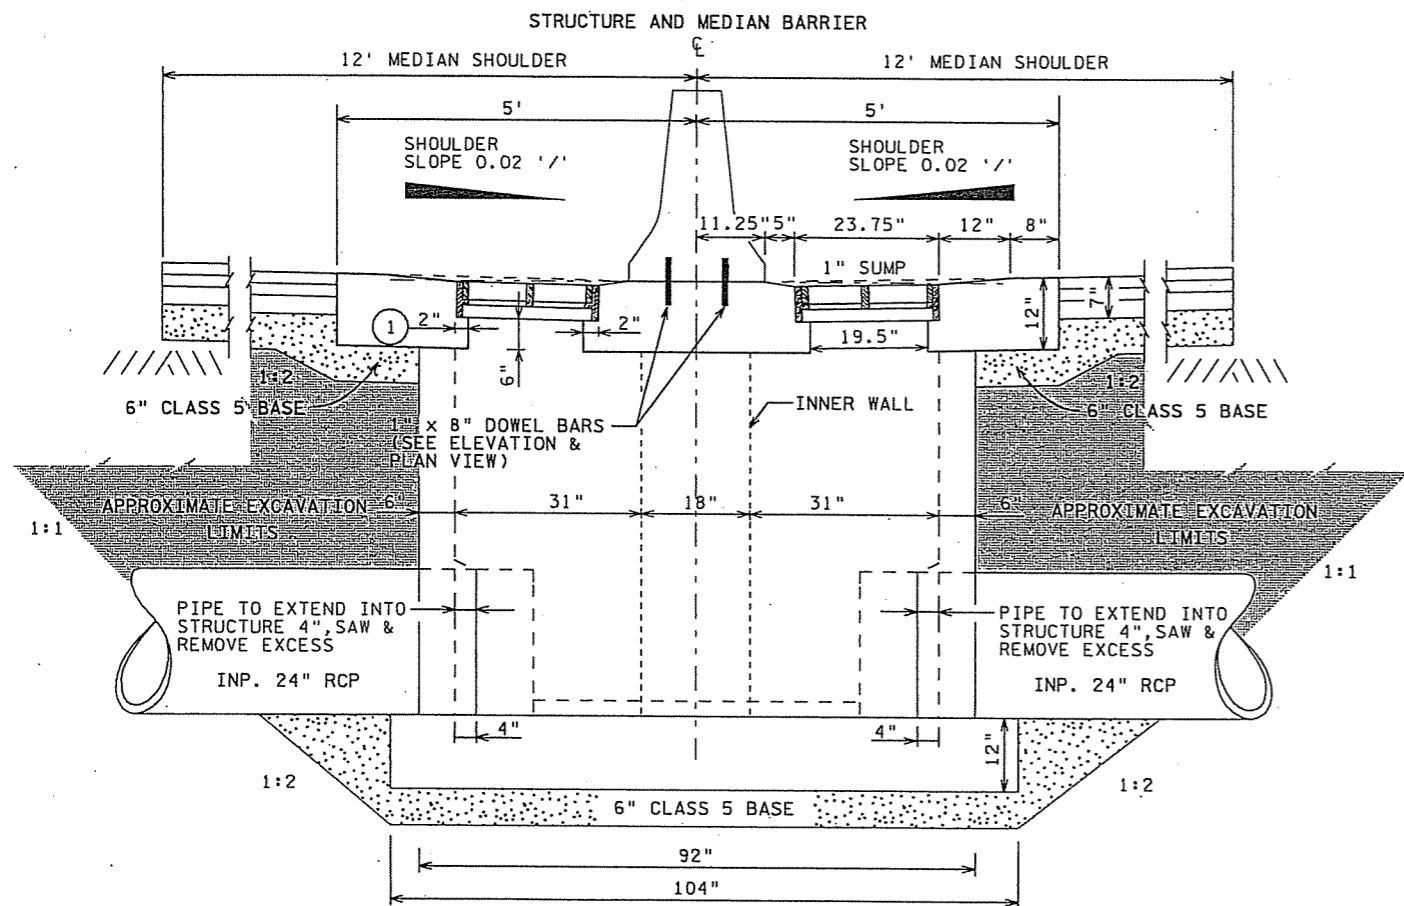 STRUCTURE AND MEDIAN BARRIER
℄
12' MEDIAN SHOULDER
12' MEDIAN SHOULDER
5'
5'
SHOULDER
SLOPE 0.02 '/'
SHOULDER
SLOPE 0.02 '/'
11.25"
5"
23.75"
12"
8"
1" SUMP
1
2"
2"
19.5"
12"
7"
6"
1:2
1:2
6" CLASS 5 BASE
1" x 8" DOWEL BARS
(SEE ELEVATION &
PLAN VIEW)
INNER WALL
6" CLASS 5 BASE
APPROXIMATE EXCAVATION
LIMITS
6"
31"
18"
31"
6"
APPROXIMATE EXCAVATION
LIMITS
1:1
1:1
PIPE TO EXTEND INTO
STRUCTURE 4", SAW &
REMOVE EXCESS
PIPE TO EXTEND INTO
STRUCTURE 4", SAW &
REMOVE EXCESS
INP. 24" RCP
INP. 24" RCP
4"
4"
12"
1:2
1:2
6" CLASS 5 BASE
92"
104"